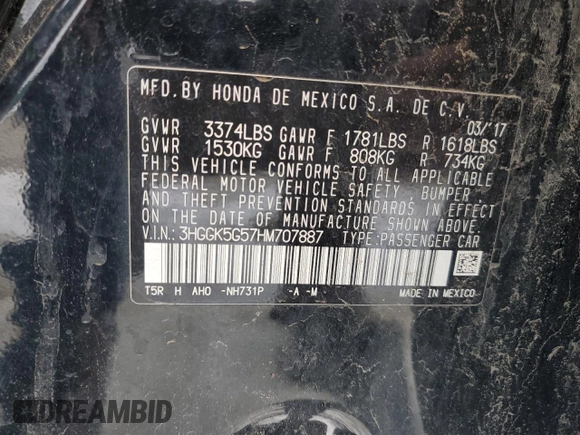 MFD. BY HONDA DE MEXICO S.A. DE C.V.
03/'17
GVWR 3374LBS GAWR F 1781LBS R 1618LBS
GVWR 1530KG GAWR F 808KG R 734KG
THIS VEHICLE CONFORMS TO ALL APPLICABLE
FEDERAL MOTOR VEHICLE SAFETY, BUMPER,
AND THEFT PREVENTION STANDARDS IN EFFECT
ON THE DATE OF MANUFACTURE SHOWN ABOVE.
V.I.N.: 3HGGK5G57HM707887 TYPE:PASSENGER CAR
T5R H AHO -NH731P -A -M- MADE IN MEXICO
DREAMBID